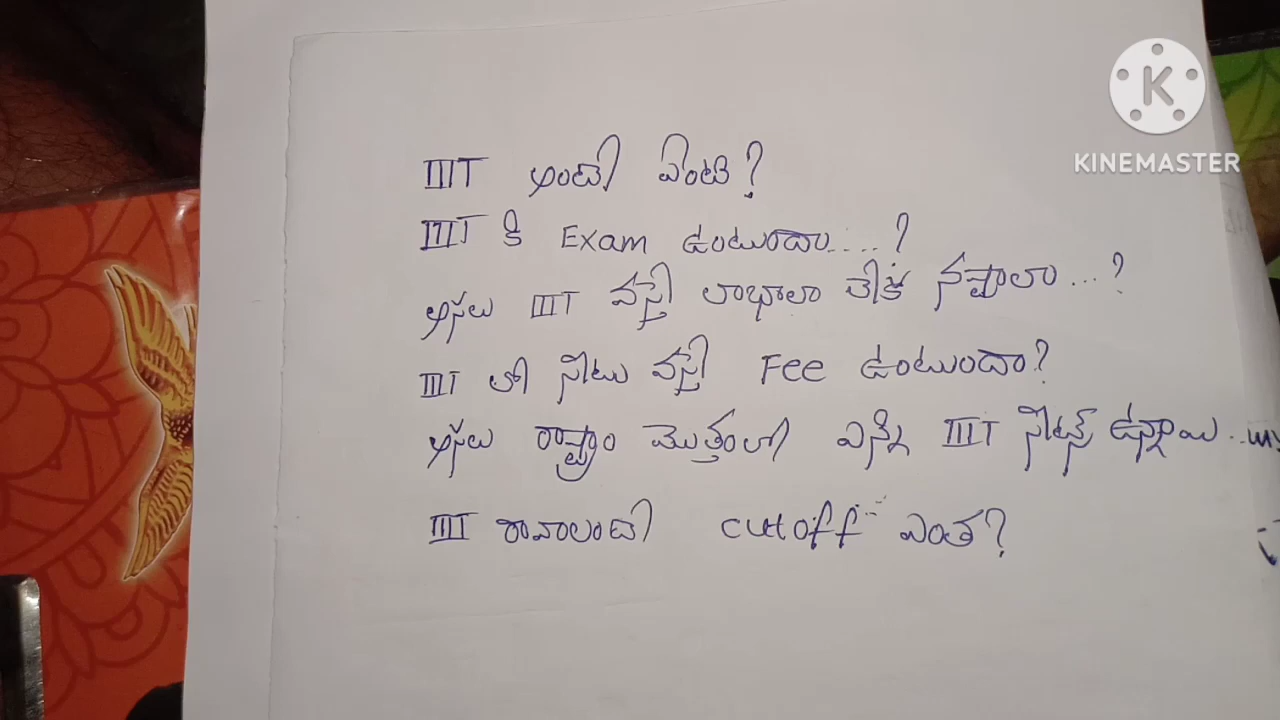 KINEMASTER
IIIT అంటే ఏంటి?
IIIT కి Exam ఉంటుందా.....?
అసలు IIIT వస్తే లాభాలా లేక నష్టాలా...?
IIIT లో సీటు వస్తే Fee ఉంటుందా?
అసలు రాష్ట్రం మొత్తంలో ఎన్ని IIIT సీట్స్ ఉన్నాయి..
IIIT రావాలంటే cutoff ఎంత?